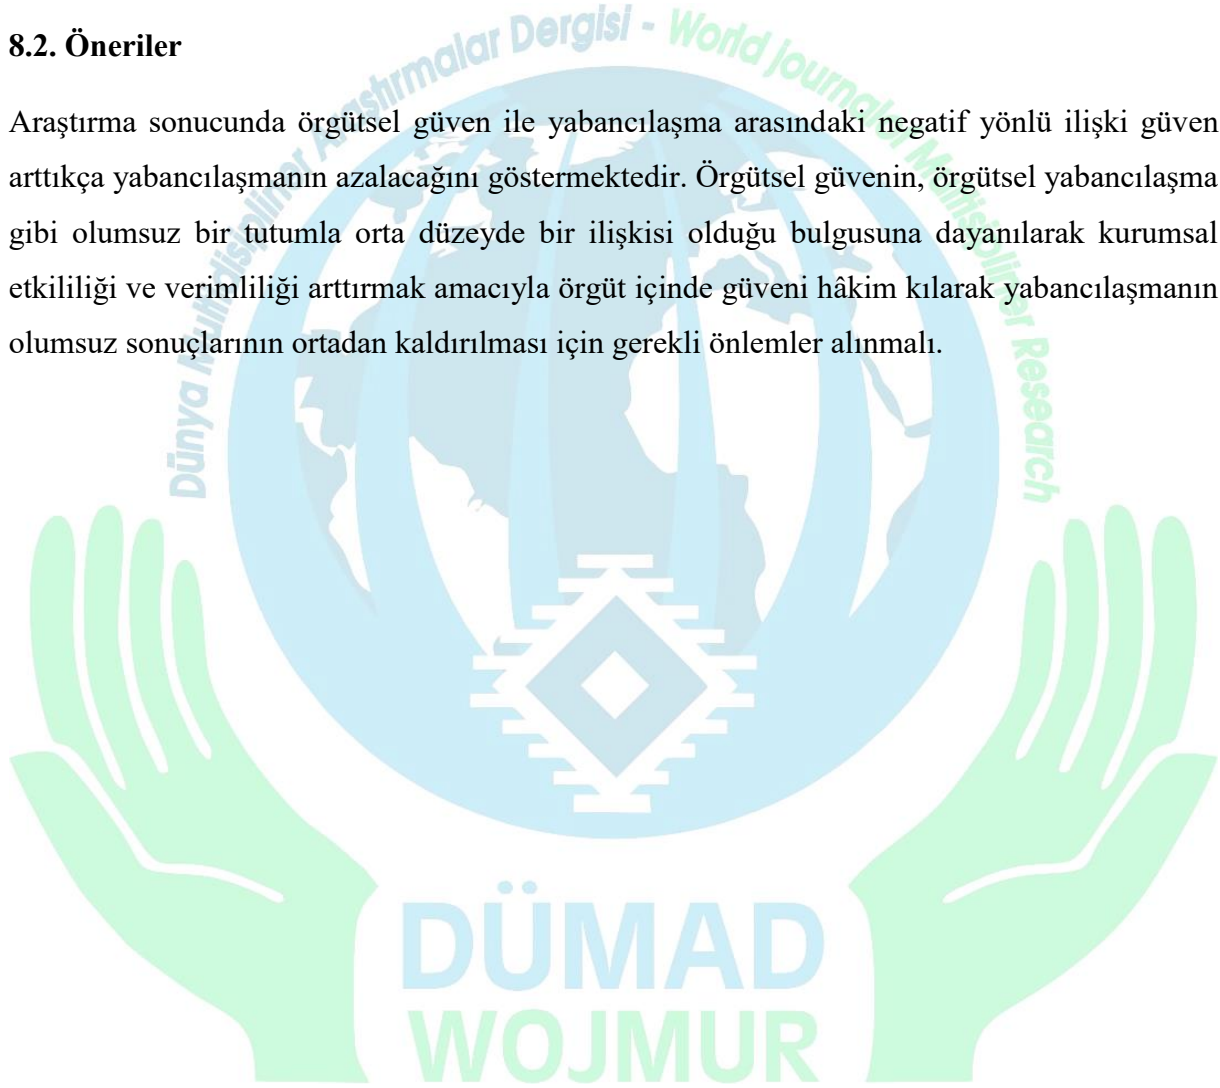 8.2. Öneriler
Araştırma sonucunda örgütsel güven ile yabancılaşma arasındaki negatif yönlü ilişki güven
arttıkça yabancılaşmanın azalacağını göstermektedir. Örgütsel güvenin, örgütsel yabancılaşma
gibi olumsuz bir tutumla orta düzeyde bir ilişkisi olduğu bulgusuna dayanılarak kurumsal
etkililiği ve verimliliği arttırmak amacıyla örgüt içinde güveni hâkim kılarak yabancılaşmanın
olumsuz sonuçlarının ortadan kaldırılması için gerekli önlemler alınmalı.
Dünya Multidisipliner Araştırmalar Dergisi - World Journal of Multisipliner Research
DÜMAD
WOJMUR